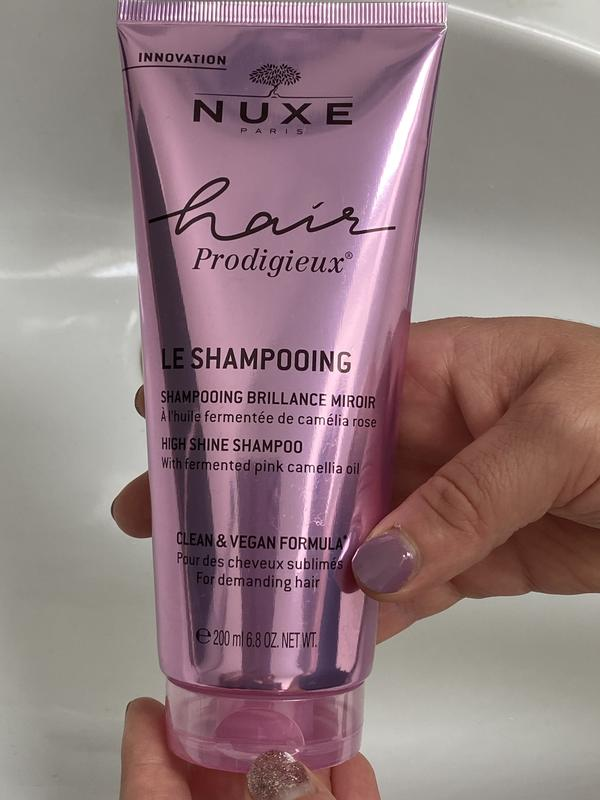 INNOVATION
NUXE
PARIS
hair
Prodigieux®
LE SHAMPOOING
SHAMPOOING BRILLANCE MIROIR
À l'huile fermentée de camélia rose
HIGH SHINE SHAMPOO
With fermented pink camellia oil
CLEAN & VEGAN FORMULA*
Pour des cheveux sublimés
For demanding hair
℮ 200 ml 6.8 OZ. NET WT.